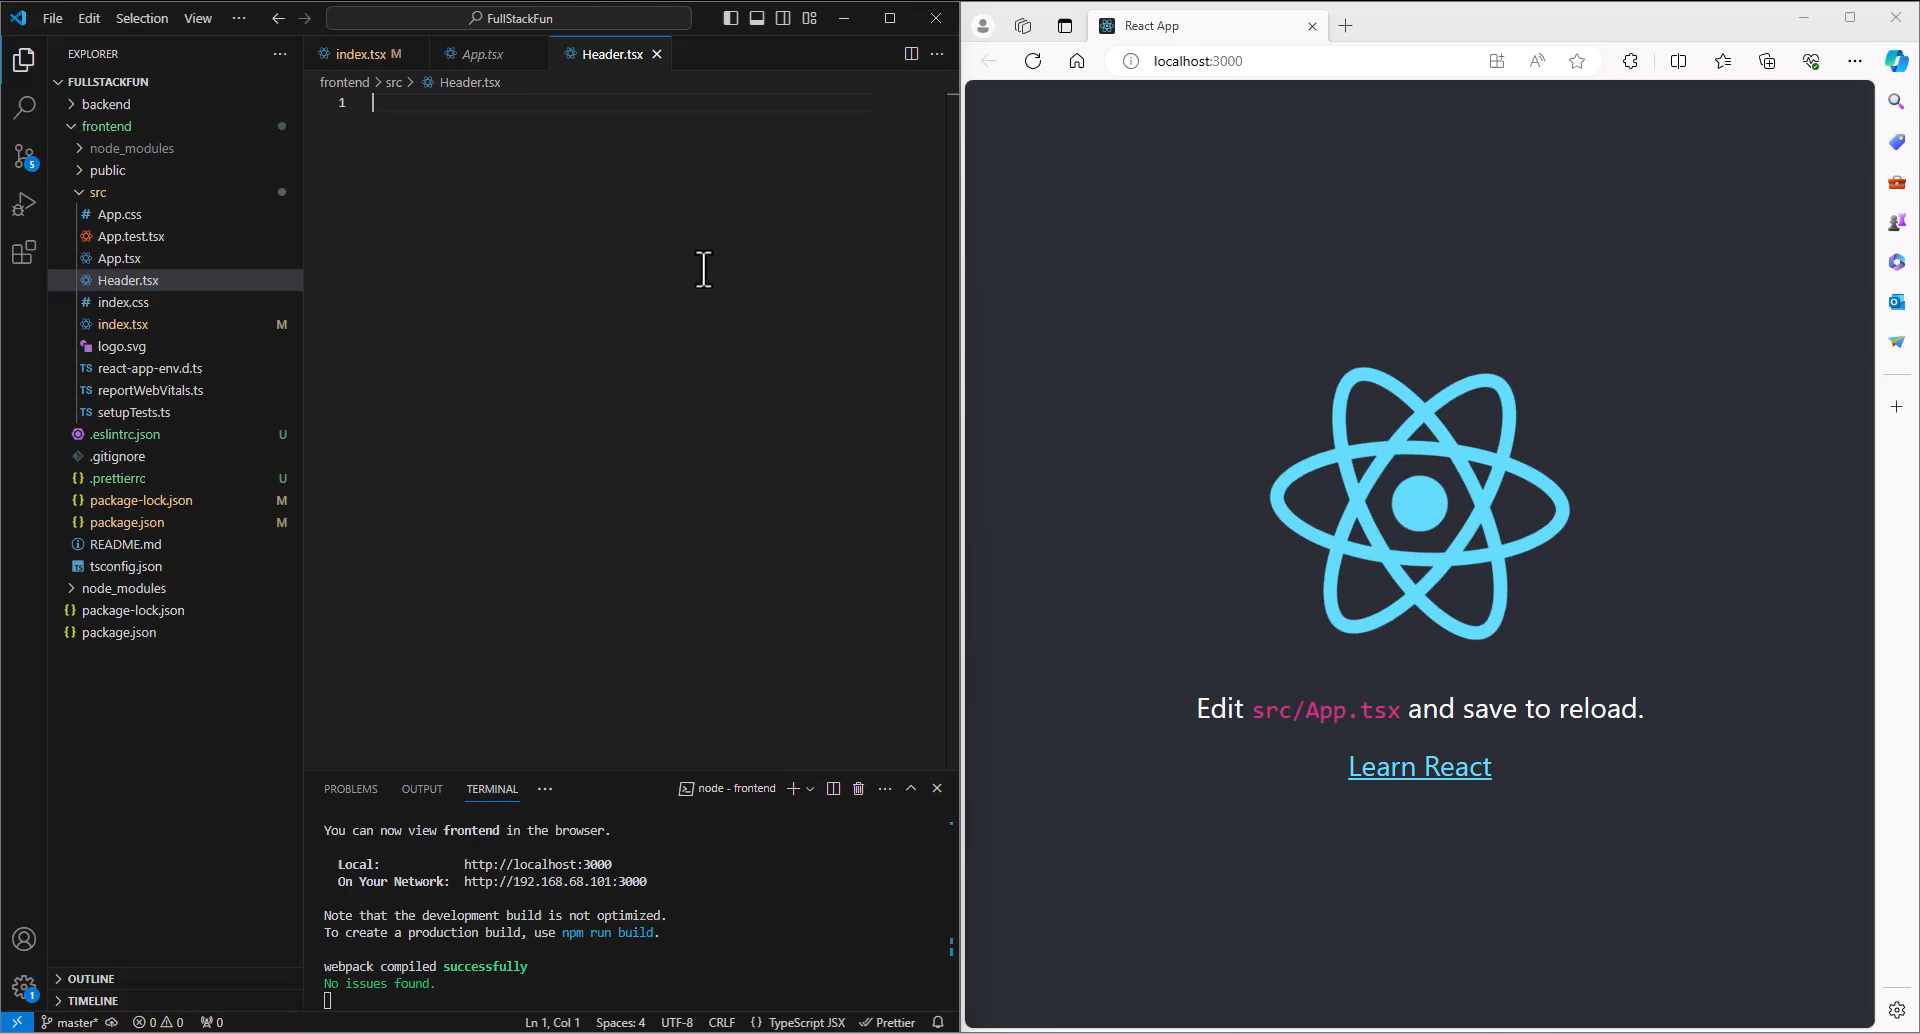 File Edit Selection View ··· FullStackFun
EXPLORER ···
FULLSTACKFUN
backend
frontend
node_modules
public
src
# App.css
App.test.tsx
App.tsx
Header.tsx
# index.css
index.tsx M
logo.svg
TS react-app-env.d.ts
TS reportWebVitals.ts
TS setupTests.ts
.eslintrc.json U
.gitignore
{} .prettierrc U
{} package-lock.json M
{} package.json M
README.md
tsconfig.json
node_modules
{} package-lock.json
{} package.json
OUTLINE
TIMELINE
5
1
index.tsx M App.tsx Header.tsx
frontend > src > Header.tsx
1
PROBLEMS OUTPUT TERMINAL ··· node - frontend
You can now view frontend in the browser.
Local: http://localhost:3000
On Your Network: http://192.168.68.101:3000
Note that the development build is not optimized.
To create a production build, use npm run build.
webpack compiled successfully
No issues found.
master* 0 0 0 Ln 1, Col 1 Spaces: 4 UTF-8 CRLF {} TypeScript JSX Prettier
React App
localhost:3000
Edit src/App.tsx and save to reload.
Learn React